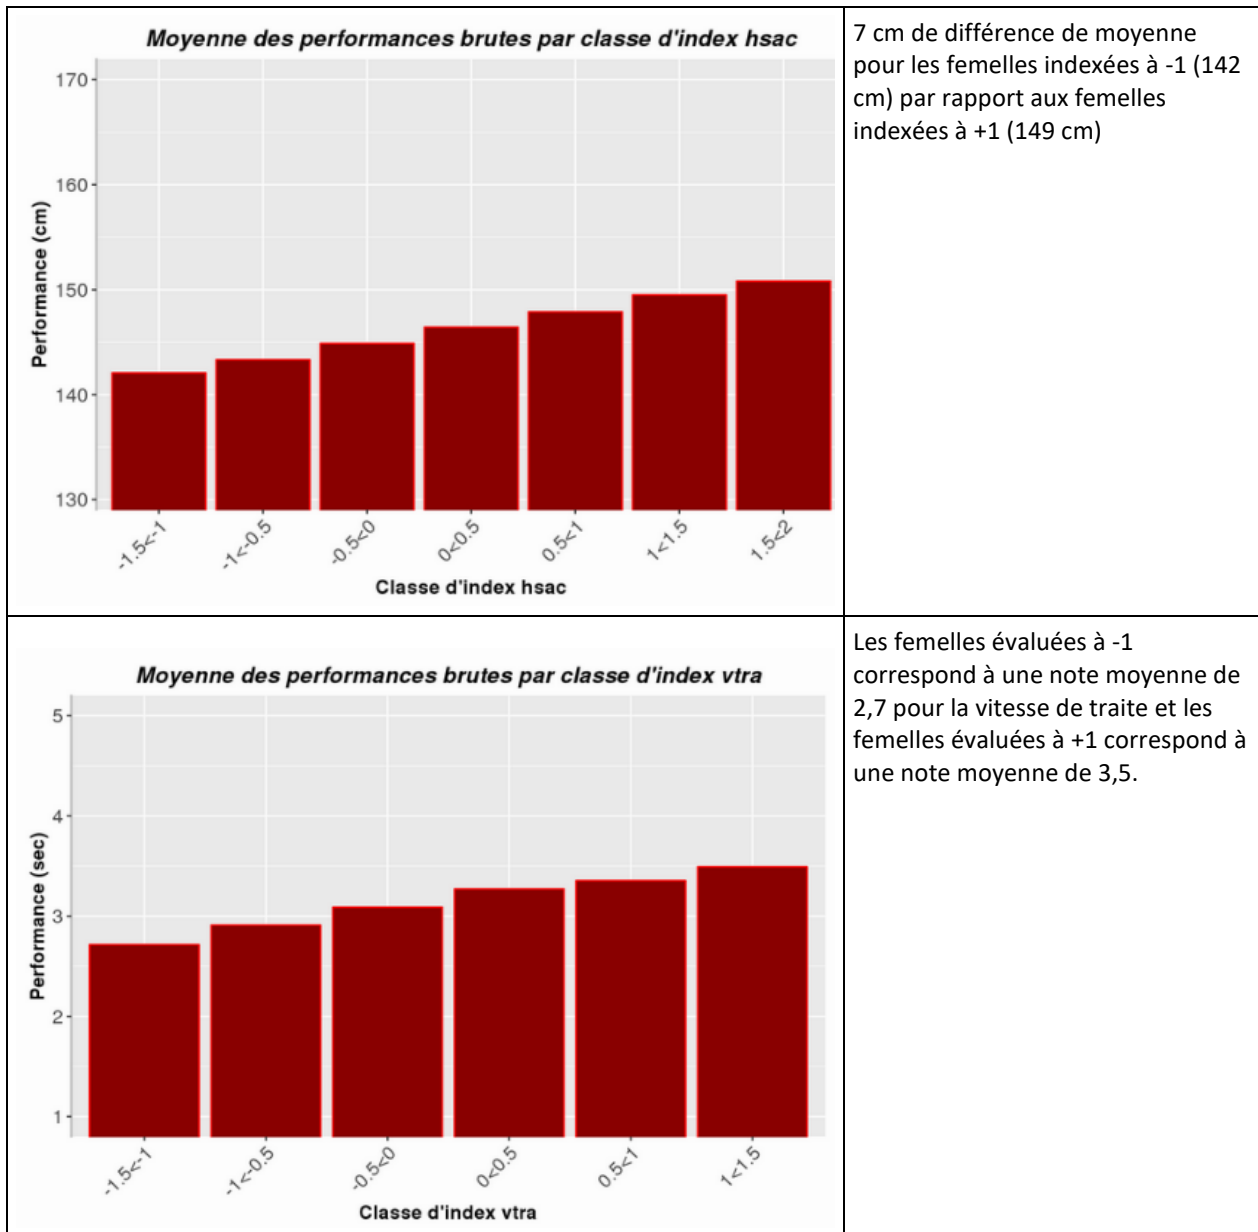 Moyenne des performances brutes par classe d'index hsac
Performance (cm)
170
160
150
140
130
-1.5<-1
-1<-0.5
-0.5<0
0<0.5
0.5<1
1<1.5
1.5<2
Classe d'index hsac
7 cm de différence de moyenne
pour les femelles indexées à -1 (142
cm) par rapport aux femelles
indexées à +1 (149 cm)
Moyenne des performances brutes par classe d'index vtra
Performance (sec)
5
4
3
2
1
-1.5<-1
-1<-0.5
-0.5<0
0<0.5
0.5<1
1<1.5
Classe d'index vtra
Les femelles évaluées à -1
correspond à une note moyenne de
2,7 pour la vitesse de traite et les
femelles évaluées à +1 correspond à
une note moyenne de 3,5.